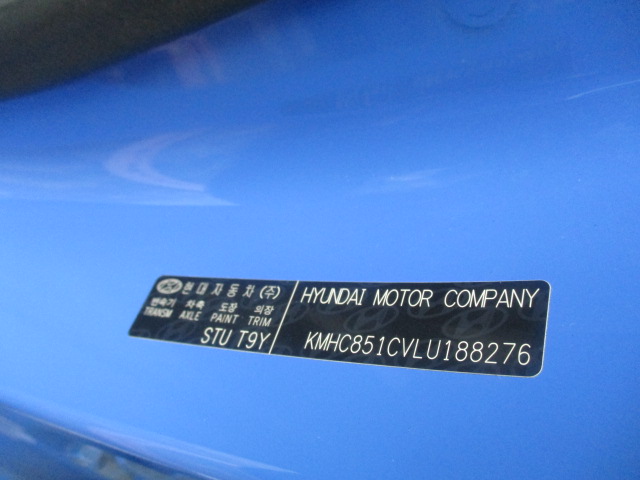 현대자동차(주)
변속기 차축 도장 의장
TRANSM AXLE PAINT TRIM
STU T9Y
HYUNDAI MOTOR COMPANY
KMHC851CVLU188276